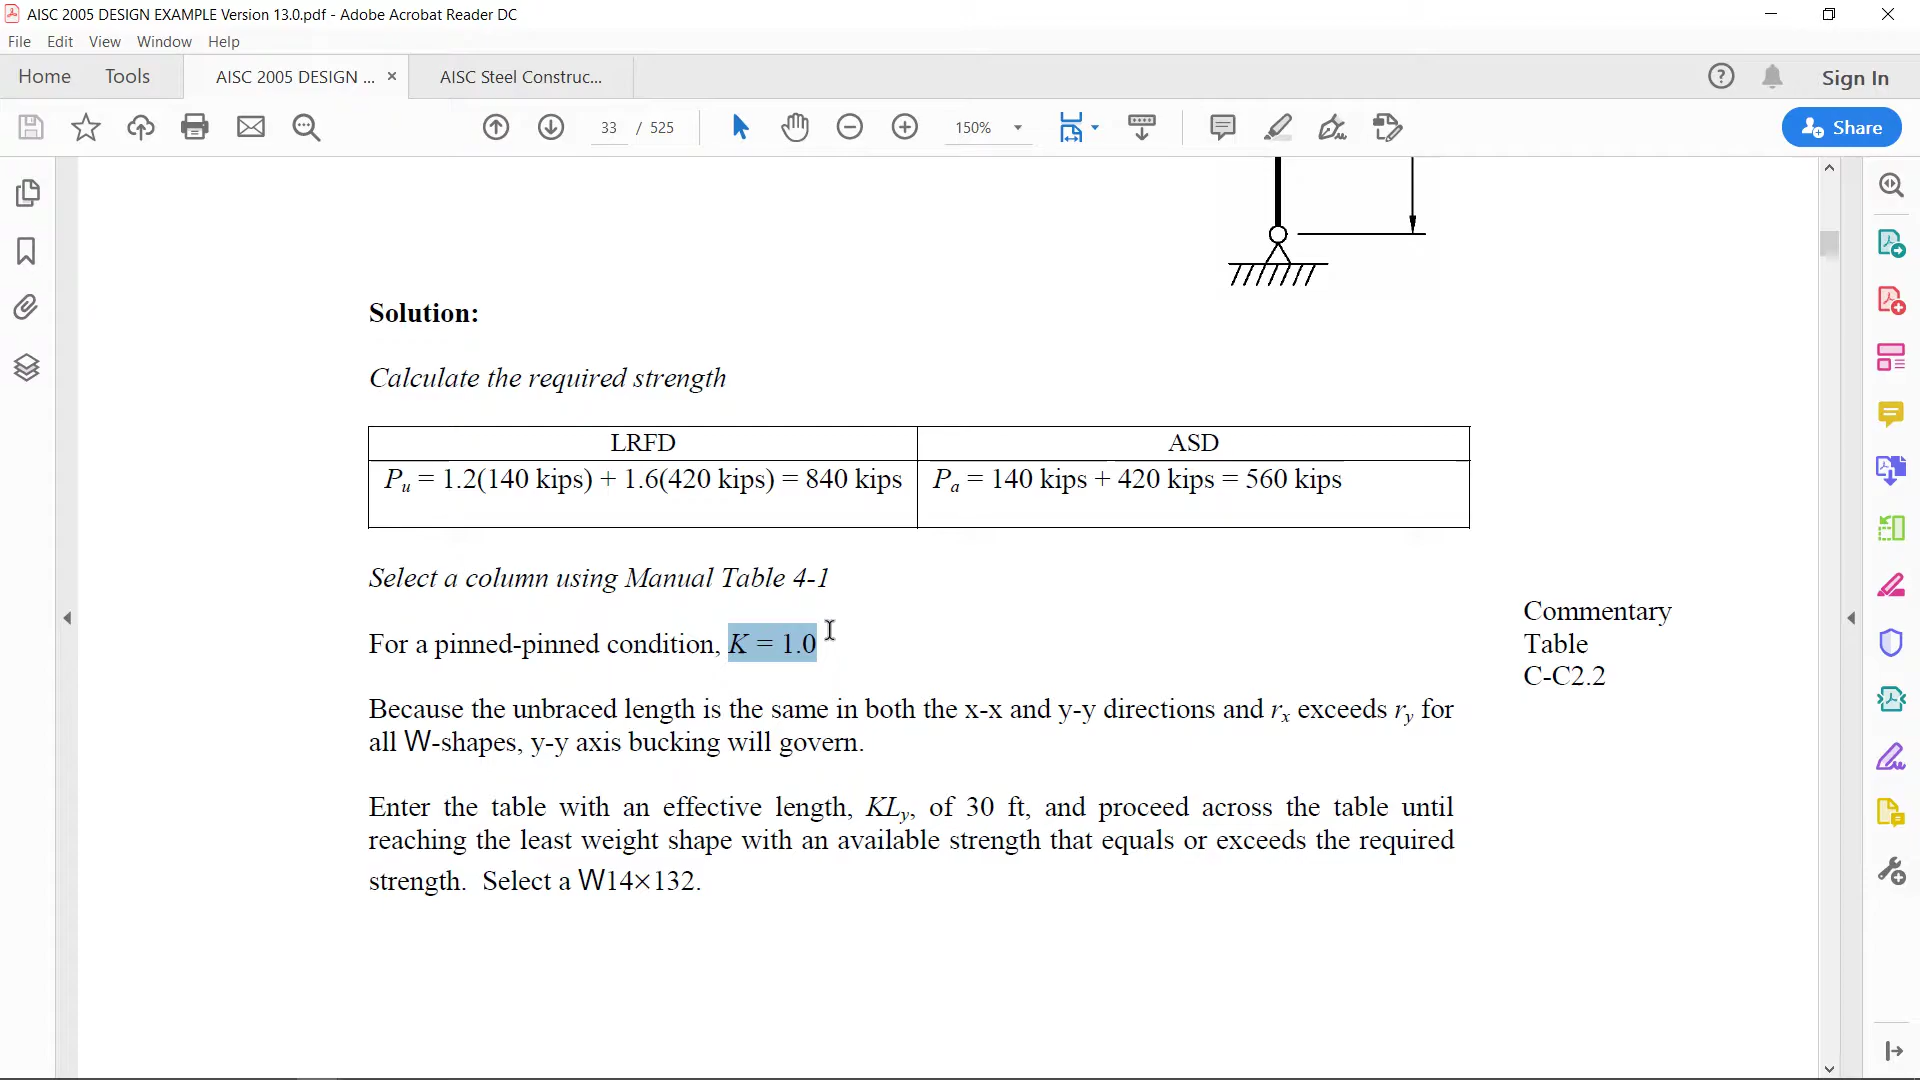 AISC 2005 DESIGN EXAMPLE Version 13.0.pdf - Adobe Acrobat Reader DC
File Edit View Window Help
Home Tools AISC 2005 DESIGN ... × AISC Steel Construc... ? Sign In
33 / 525 150% Share
Solution:
Calculate the required strength
LRFD ASD
Pu = 1.2(140 kips) + 1.6(420 kips) = 840 kips Pa = 140 kips + 420 kips = 560 kips
Select a column using Manual Table 4-1
For a pinned-pinned condition, K = 1.0
Commentary
Table
C-C2.2
Because the unbraced length is the same in both the x-x and y-y directions and rx exceeds ry for
all W-shapes, y-y axis bucking will govern.
Enter the table with an effective length, KLy, of 30 ft, and proceed across the table until
reaching the least weight shape with an available strength that equals or exceeds the required
strength. Select a W14×132.